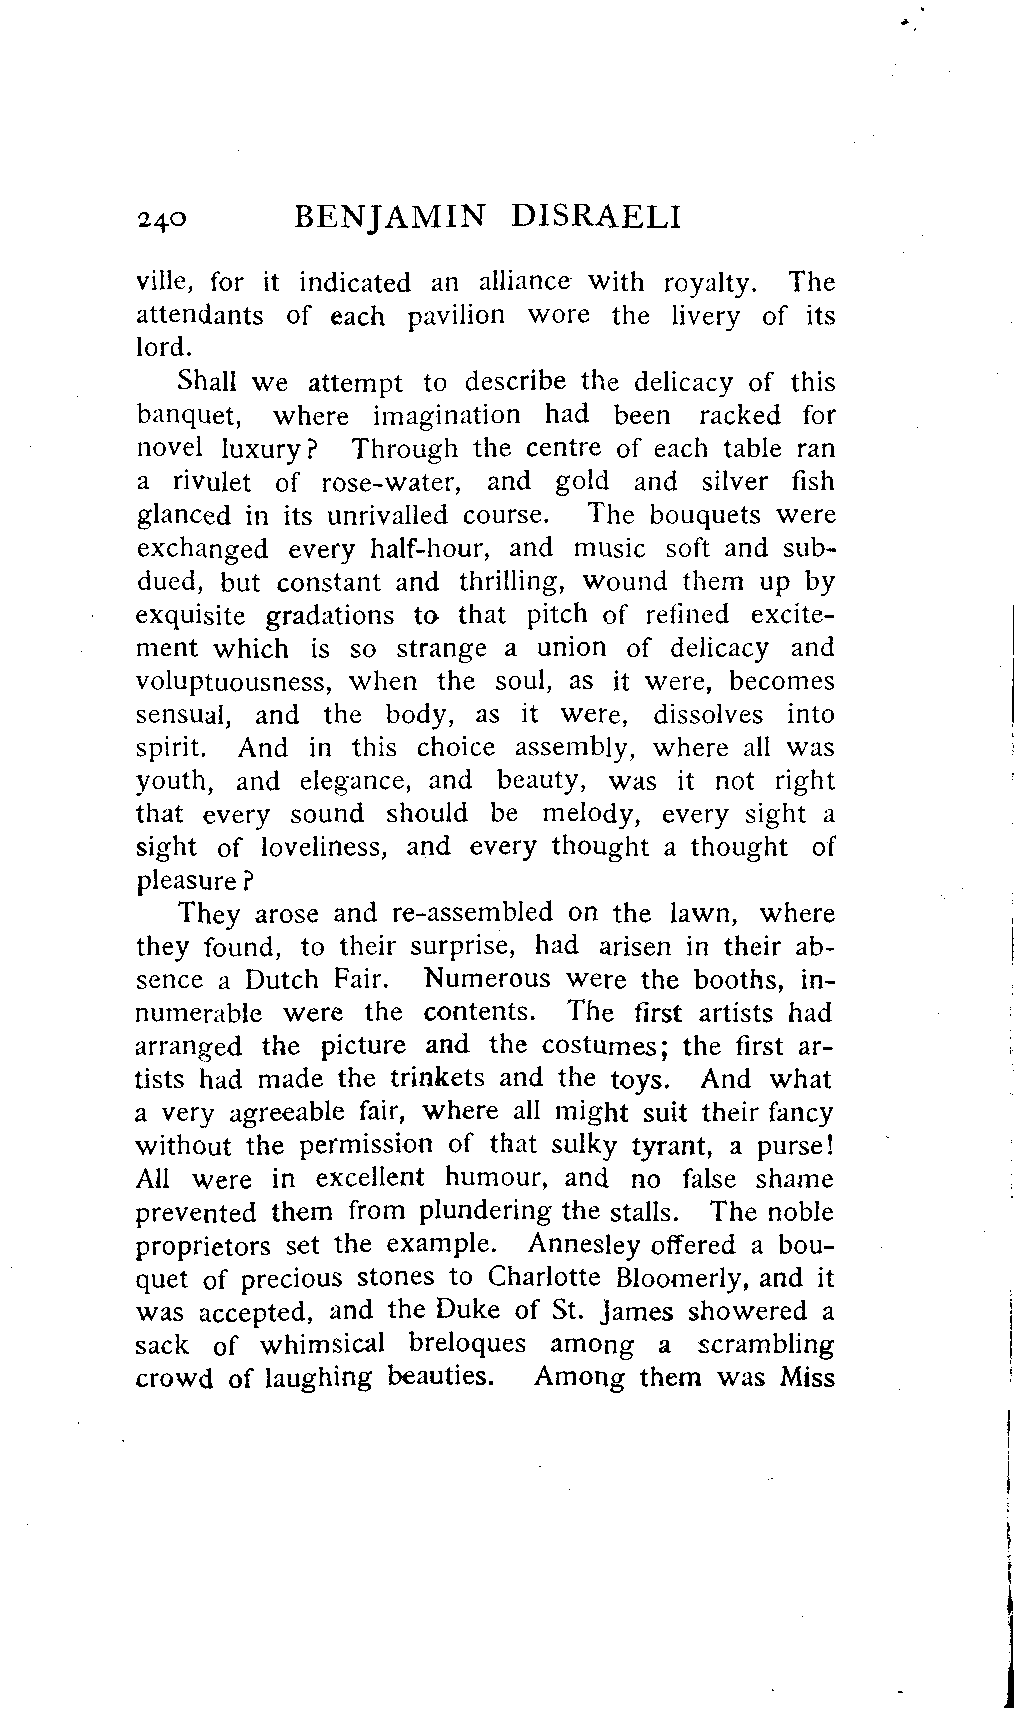 240 BENJAMIN DISRAELI
ville, for it indicated an alliance with royalty. The
attendants of each pavilion wore the livery of its
lord.
Shall we attempt to describe the delicacy of this
banquet, where imagination had been racked for
novel luxury? Through the centre of each table ran
a rivulet of rose-water, and gold and silver fish
glanced in its unrivalled course. The bouquets were
exchanged every half-hour, and music soft and sub-
dued, but constant and thrilling, wound them up by
exquisite gradations to that pitch of refined excite-
ment which is so strange a union of delicacy and
voluptuousness, when the soul, as it were, becomes
sensual, and the body, as it were, dissolves into
spirit. And in this choice assembly, where all was
youth, and elegance, and beauty, was it not right
that every sound should be melody, every sight a
sight of loveliness, and every thought a thought of
pleasure?
They arose and re-assembled on the lawn, where
they found, to their surprise, had arisen in their ab-
sence a Dutch Fair. Numerous were the booths, in-
numerable were the contents. The first artists had
arranged the picture and the costumes; the first ar-
tists had made the trinkets and the toys. And what
a very agreeable fair, where all might suit their fancy
without the permission of that sulky tyrant, a purse!
All were in excellent humour, and no false shame
prevented them from plundering the stalls. The noble
proprietors set the example. Annesley offered a bou-
quet of precious stones to Charlotte Bloomerly, and it
was accepted, and the Duke of St. James showered a
sack of whimsical breloques among a scrambling
crowd of laughing beauties. Among them was Miss